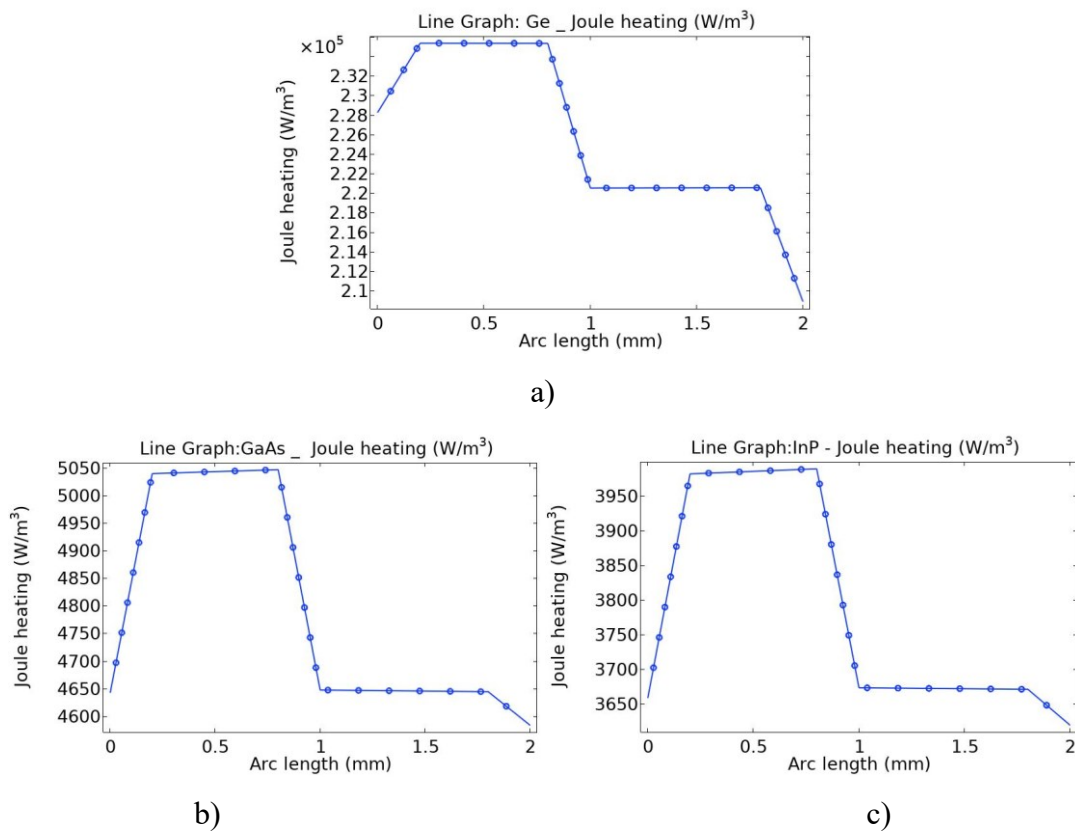 Line Graph: Ge _ Joule heating (W/m³)
×10⁵
2.32
2.3
2.28
2.26
2.24
2.22
2.20
2.18
2.16
2.14
2.12
2.1
Joule heating (W/m³)
0 0.5 1 1.5 2
Arc length (mm)
a)
Line Graph:GaAs _ Joule heating (W/m³)
5050
5000
4950
4900
4850
4800
4750
4700
4650
4600
Joule heating (W/m³)
0 0.5 1 1.5 2
Arc length (mm)
b)
Line Graph:InP - Joule heating (W/m³)
3950
3900
3850
3800
3750
3700
3650
Joule heating (W/m³)
0 0.5 1 1.5 2
Arc length (mm)
c)